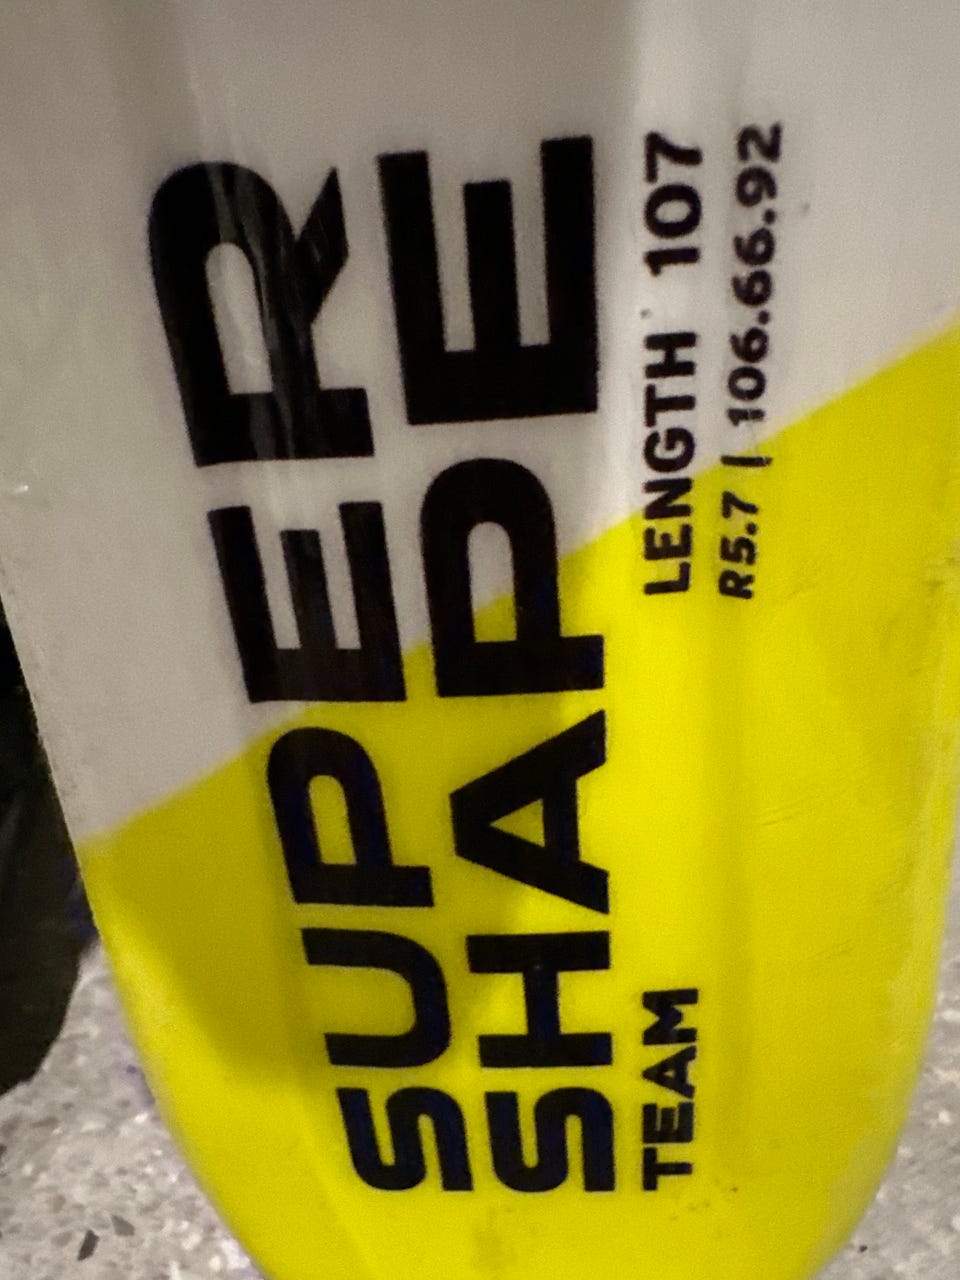 SUPER
SHAPE
TEAM LENGTH 107
R5.7 | 106.66.92